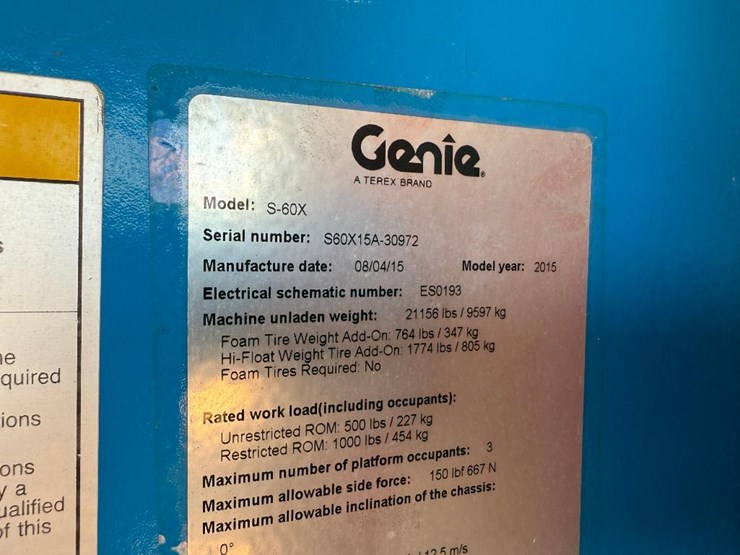 Genie
A TEREX BRAND
Model: S-60X
Serial number: S60X15A-30972
Manufacture date: 08/04/15 Model year: 2015
Electrical schematic number: ES0193
Machine unladen weight: 21156 lbs / 9597 kg
Foam Tire Weight Add-On: 764 lbs / 347 kg
Hi-Float Weight Tire Add-On: 1774 lbs / 805 kg
Foam Tires Required: No
Rated work load(including occupants):
Unrestricted ROM: 500 lbs / 227 kg
Restricted ROM: 1000 lbs / 454 kg
Maximum number of platform occupants: 3
Maximum allowable side force: 150 lbf 667 N
Maximum allowable inclination of the chassis:
0°
12.5 m/s
quired
ions
ons
y a
ualified
of this